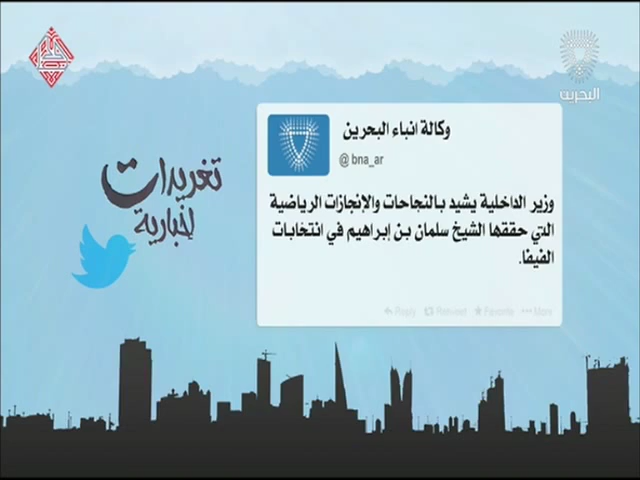 البحرين
تغريدات
إخبارية
وكالة انباء البحرين
@bna_ar
وزير الداخلية يشيد بالنجاحات والإنجازات الرياضية
التي حققها الشيخ سلمان بن إبراهيم في انتخابات
الفيفا.
Reply Retweet Favorite More